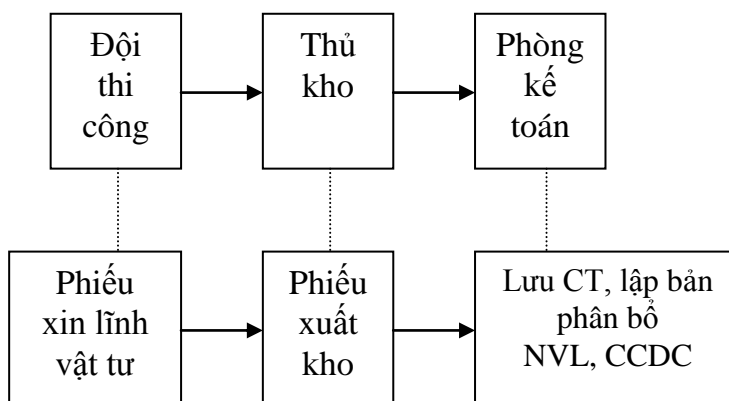 Đội
thi
công
Thủ
kho
Phòng
kế
toán
Phiếu
xin lĩnh
vật tư
Phiếu
xuất
kho
Lưu CT, lập bản
phân bổ
NVL, CCDC